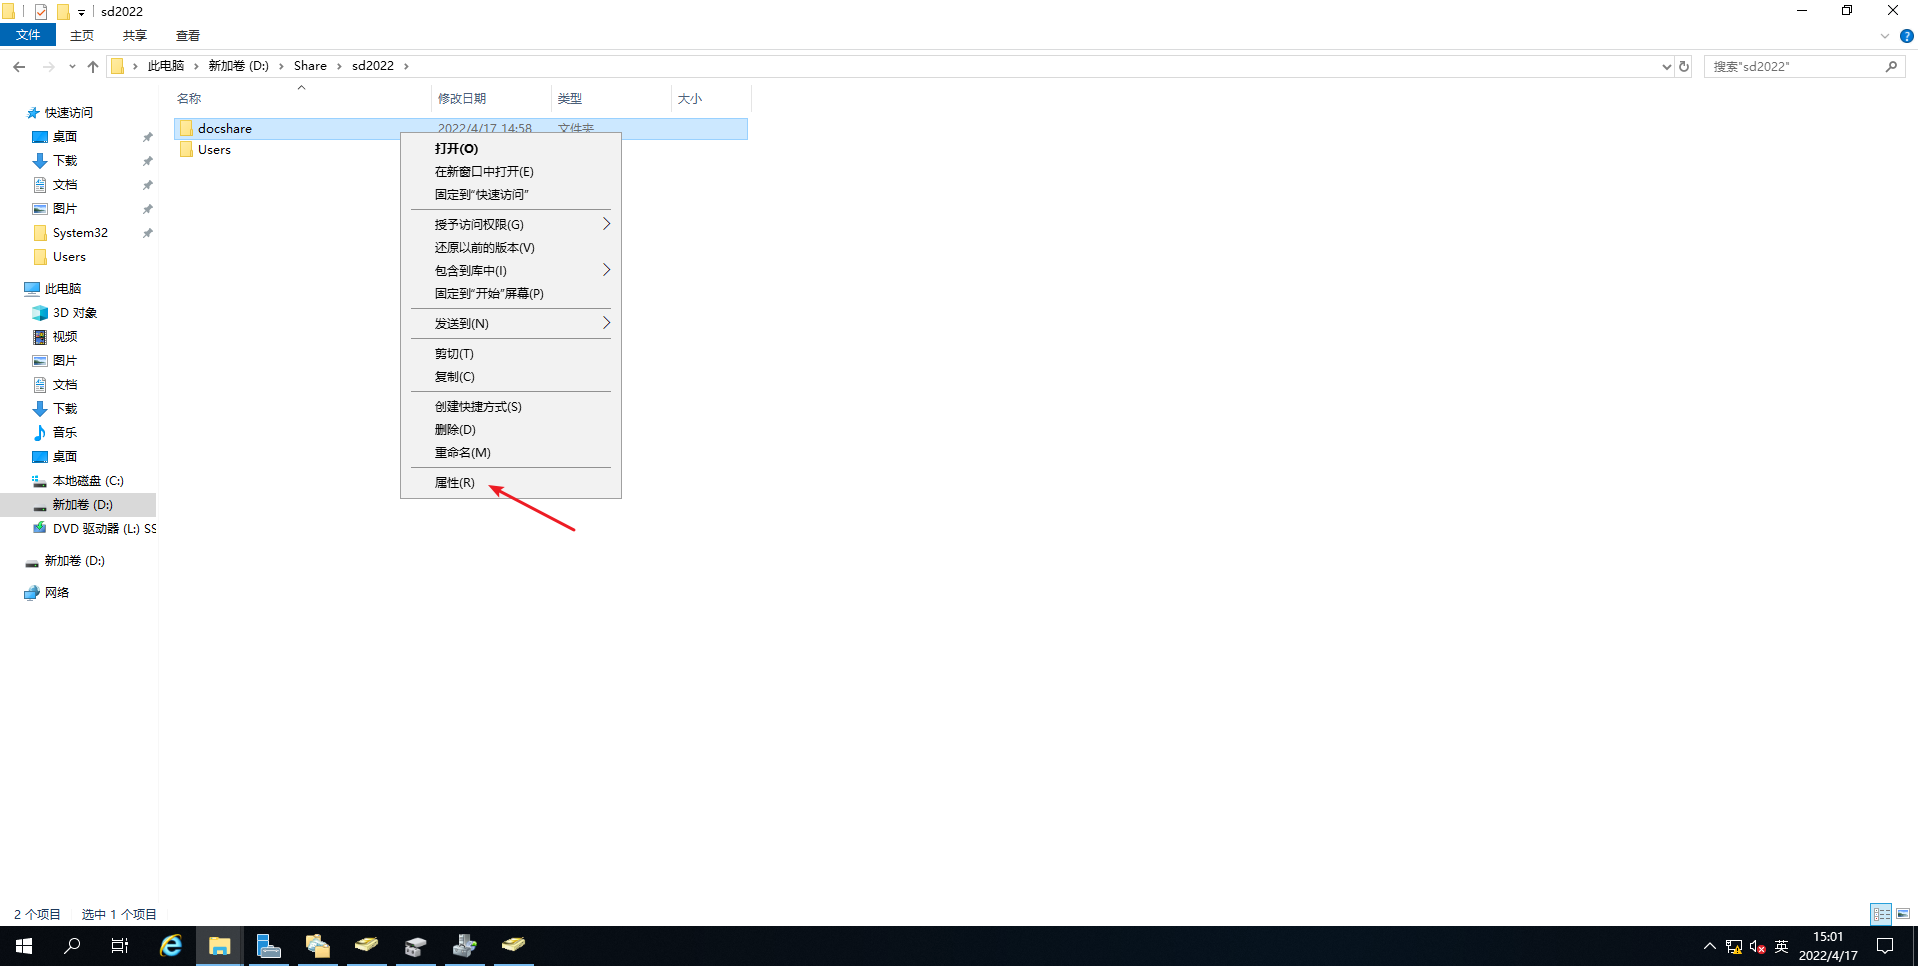 sd2022
文件 主页 共享 查看
此电脑 新加卷 (D:) Share sd2022
搜索"sd2022"
名称 修改日期 类型 大小
docshare 2022/4/17 14:58 文件夹
Users
快速访问
桌面
下载
文档
图片
System32
Users
此电脑
3D 对象
视频
图片
文档
下载
音乐
桌面
本地磁盘 (C:)
新加卷 (D:)
DVD 驱动器 (L:) SS
新加卷 (D:)
网络
打开(O)
在新窗口中打开(E)
固定到"快速访问"
授予访问权限(G)
还原以前的版本(V)
包含到库中(I)
固定到"开始"屏幕(P)
发送到(N)
剪切(T)
复制(C)
创建快捷方式(S)
删除(D)
重命名(M)
属性(R)
2 个项目 选中 1 个项目
英
15:01
2022/4/17